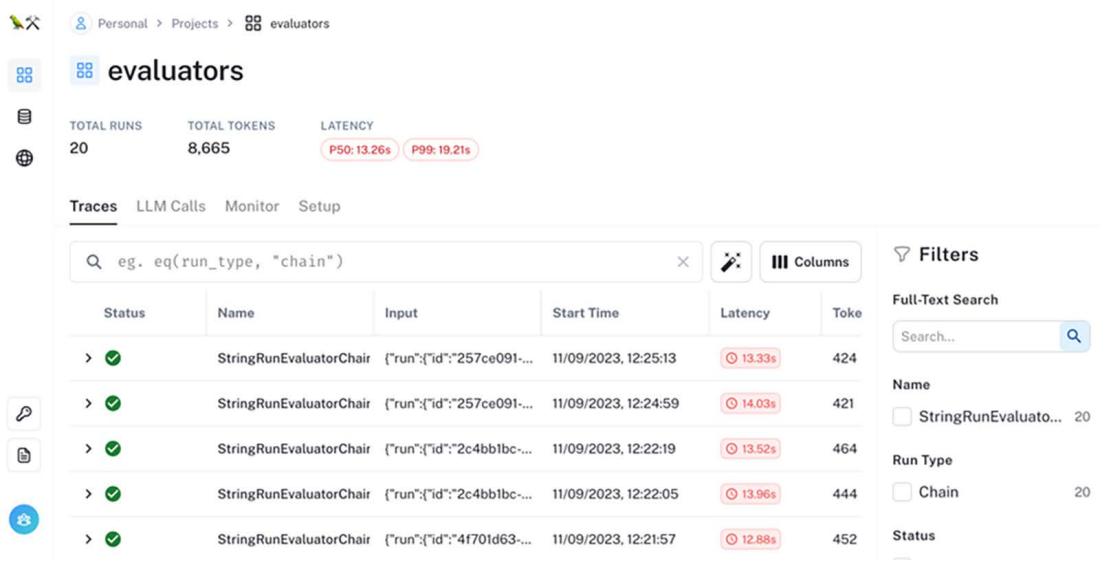 Personal > Projects > evaluators
evaluators
TOTAL RUNS TOTAL TOKENS LATENCY
20 8,665 P50: 13.26s P99: 19.21s
Traces LLM Calls Monitor Setup
eg. eq(run_type, "chain") Columns
Filters
Full-Text Search
Search...
Name
StringRunEvaluato... 20
Run Type
Chain 20
Status
Status Name Input Start Time Latency Toke
StringRunEvaluatorChair {"run":{"id":"257ce091-... 11/09/2023, 12:25:13 13.33s 424
StringRunEvaluatorChair {"run":{"id":"257ce091-... 11/09/2023, 12:24:59 14.03s 421
StringRunEvaluatorChair {"run":{"id":"2c4bb1bc-... 11/09/2023, 12:22:19 13.52s 464
StringRunEvaluatorChair {"run":{"id":"2c4bb1bc-... 11/09/2023, 12:22:05 13.96s 444
StringRunEvaluatorChair {"run":{"id":"4f701d63-... 11/09/2023, 12:21:57 12.88s 452